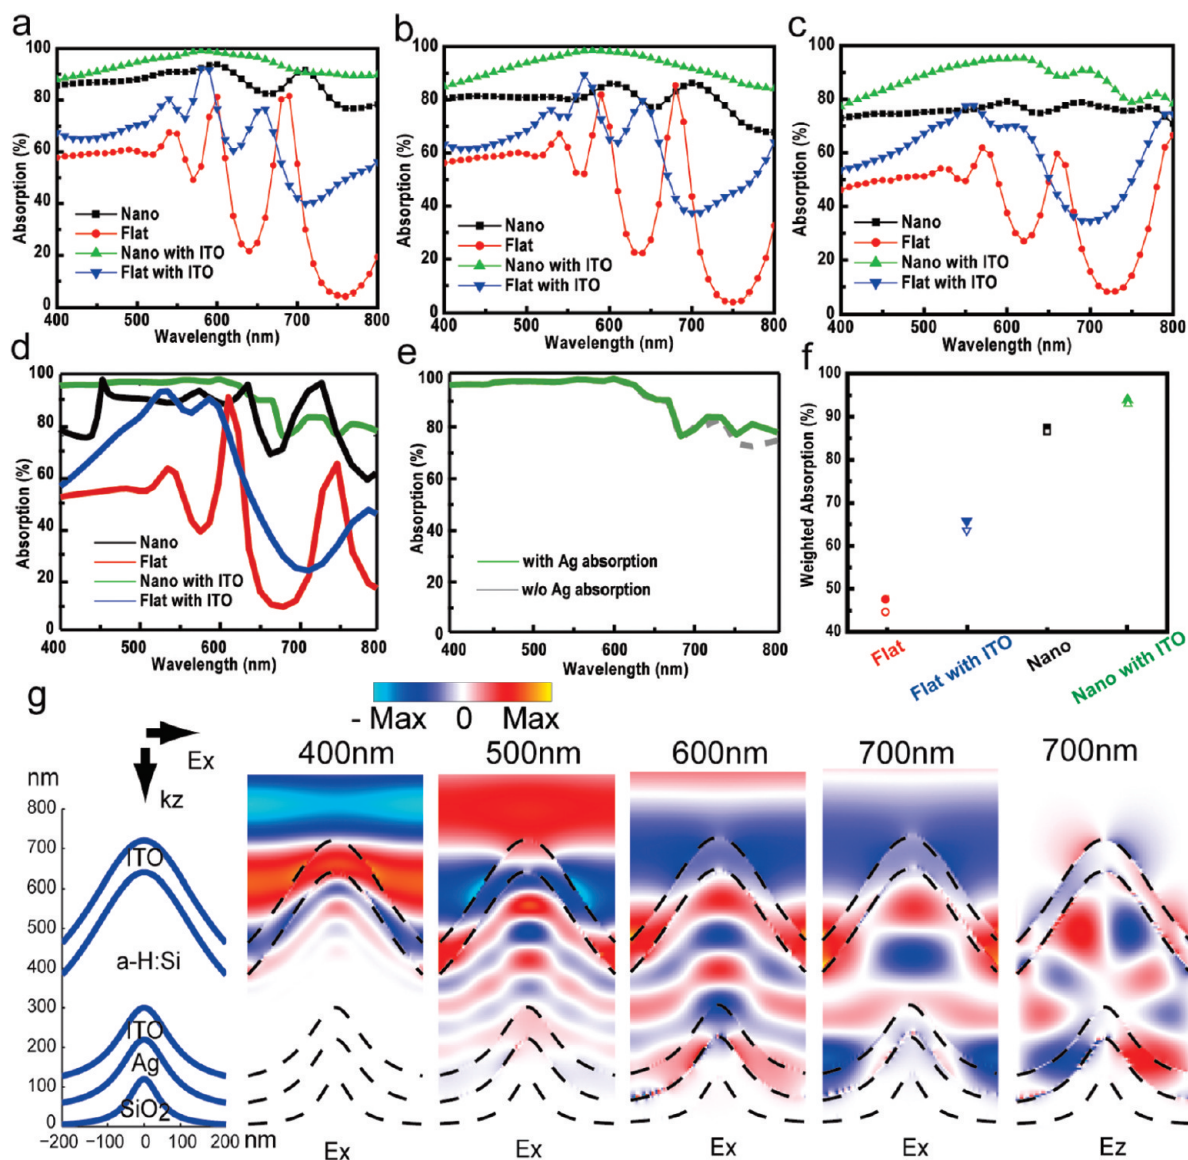 a
100
80
60
40
20
0
Absorption (%)
Nano
Flat
Nano with ITO
Flat with ITO
400 500 600 700 800
Wavelength (nm)
b
100
80
60
40
20
0
Absorption (%)
Nano
Flat
Nano with ITO
Flat with ITO
400 500 600 700 800
Wavelength (nm)
c
100
80
60
40
20
0
Absorption (%)
Nano
Flat
Nano with ITO
Flat with ITO
400 500 600 700 800
Wavelength (nm)
d
100
80
60
40
20
0
Absorption (%)
Nano
Flat
Nano with ITO
Flat with ITO
400 500 600 700 800
Wavelength (nm)
e
100
80
60
40
20
0
Absorption (%)
with Ag absorption
w/o Ag absorption
400 500 600 700 800
Wavelength (nm)
f
100
90
80
70
60
50
40
Weighted Absorption (%)
Flat
Flat with ITO
Nano
Nano with ITO
g
- Max 0 Max
Ex
kz
nm
800
700
600
500
400
300
200
100
0
ITO
a-H:Si
ITO
Ag
SiO2
−200 −100 0 100 200 nm
400nm 500nm 600nm 700nm 700nm
Ex Ex Ex Ex Ez